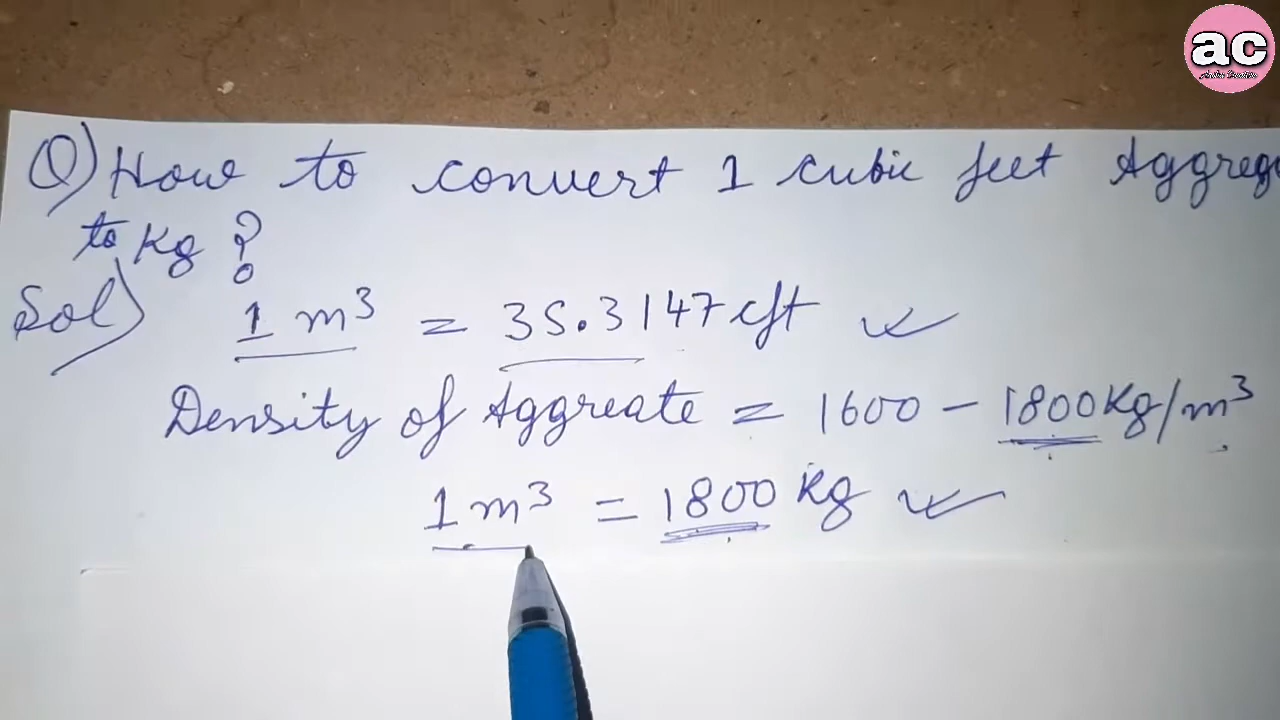 ac
Q) How to convert 1 cubic feet Aggreg
to Kg ?
Sol) 1 m³ = 35.3147 cft
Density of Aggreate = 1600 - 1800 Kg/m³
1 m³ = 1800 Kg